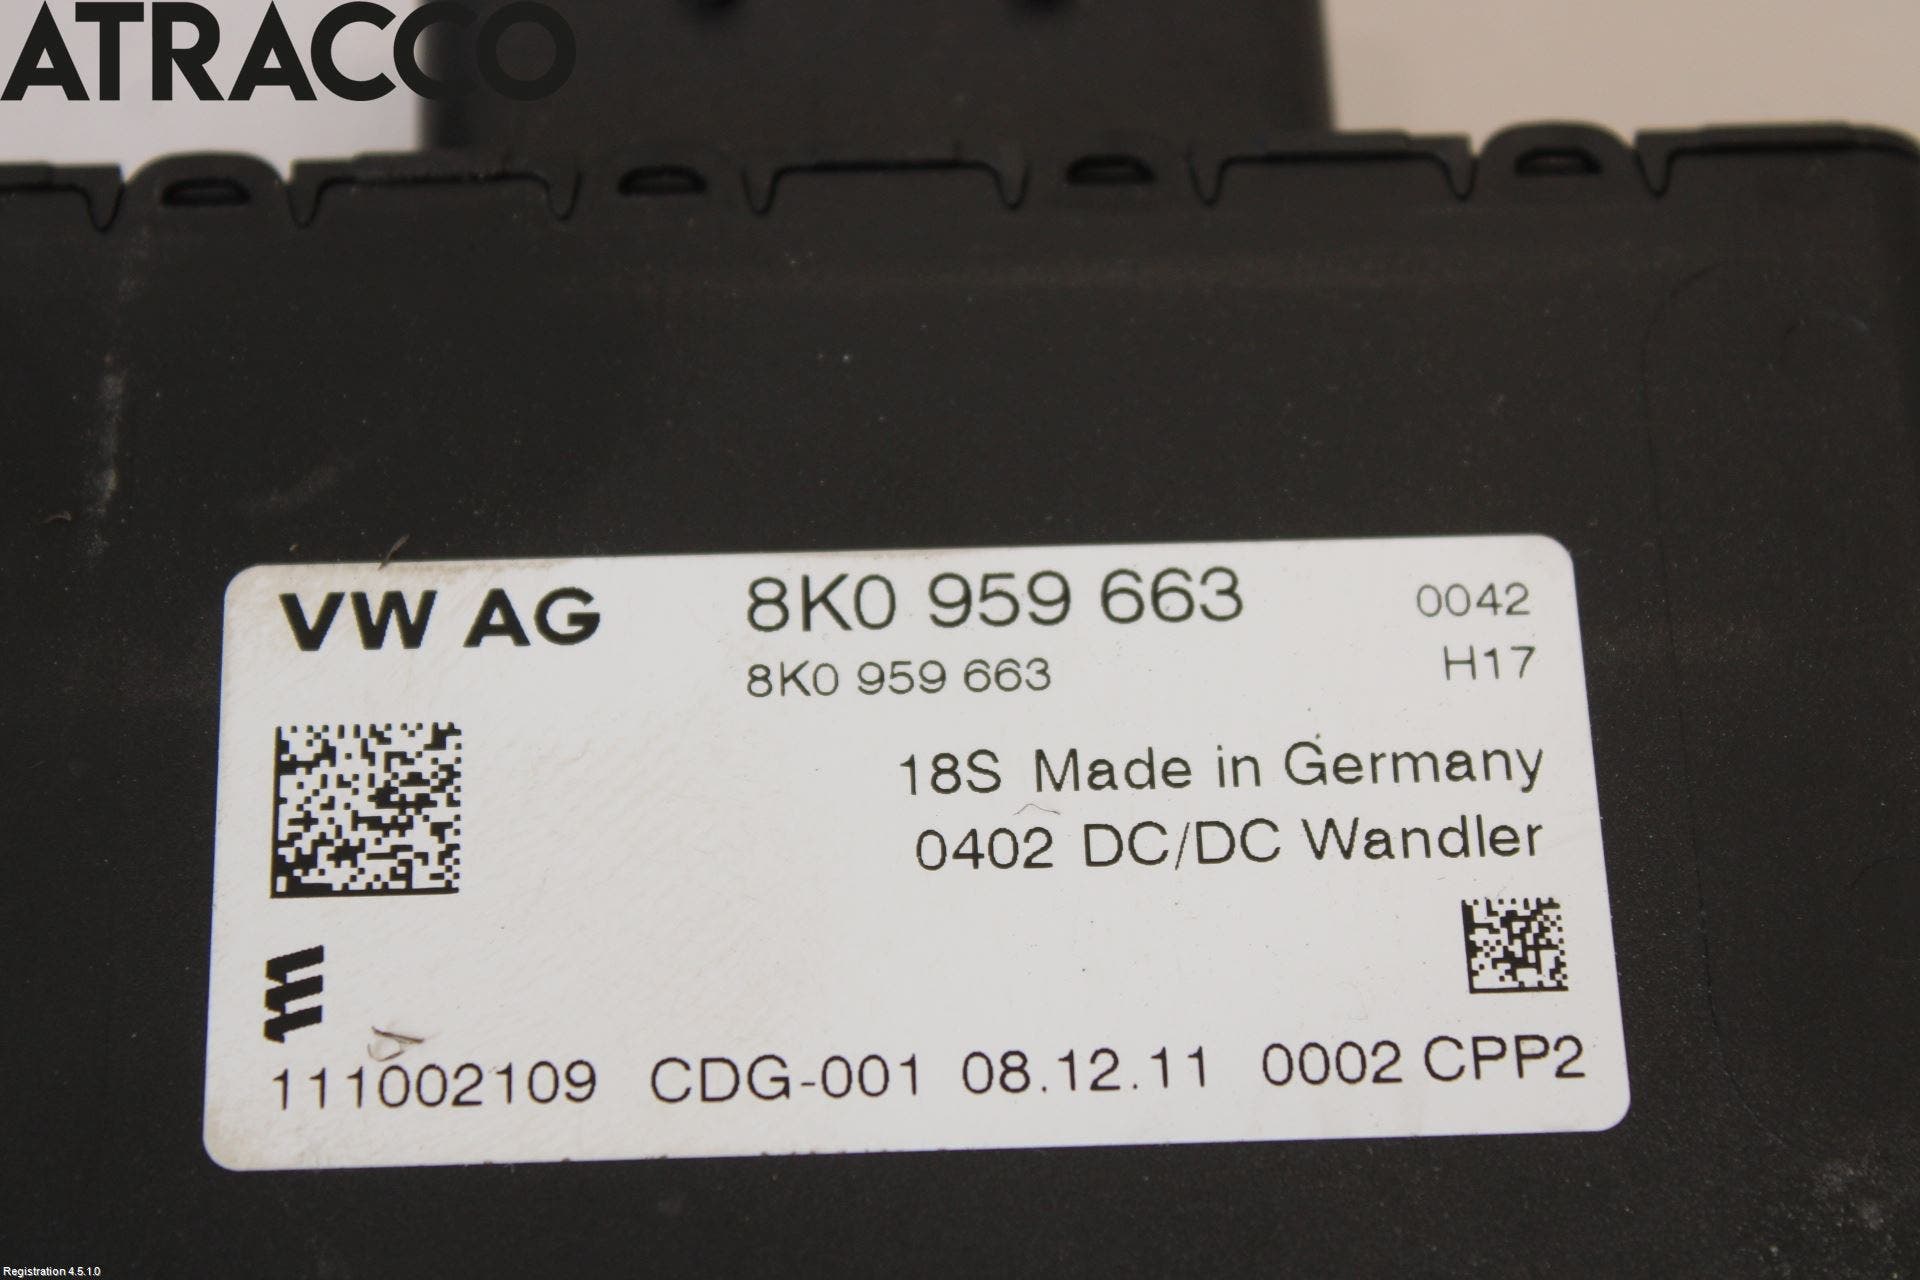 ATRACCO
VW AG 8K0 959 663 0042
8K0 959 663 H17
18S Made in Germany
0402 DC/DC Wandler
111002109 CDG-001 08.12.11 0002 CPP2
Registration 4.5.1.0